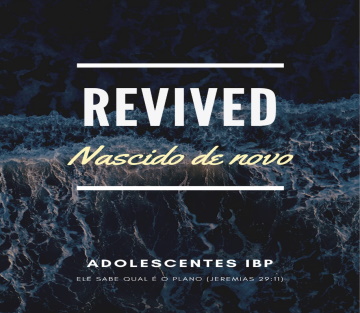 REVIVED
Nascido de novo
ADOLESCENTES IBP
ELE SABE QUAL É O PLANO (JEREMIAS 29:11)